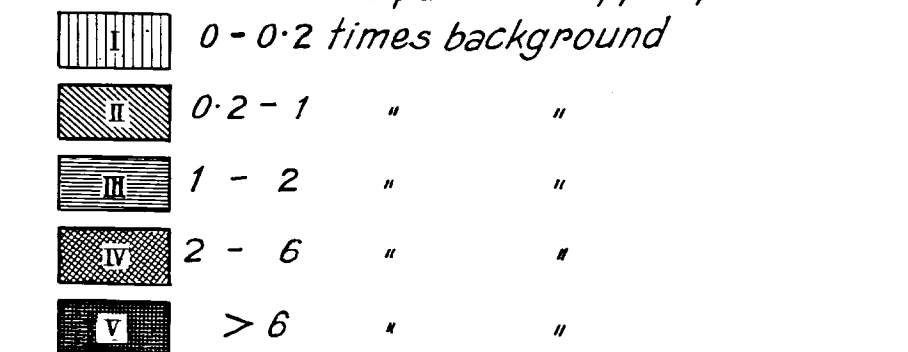 I 0 - 0·2 times background
II 0·2 - 1 " "
III 1 - 2 " "
IV 2 - 6 " "
V > 6 " "